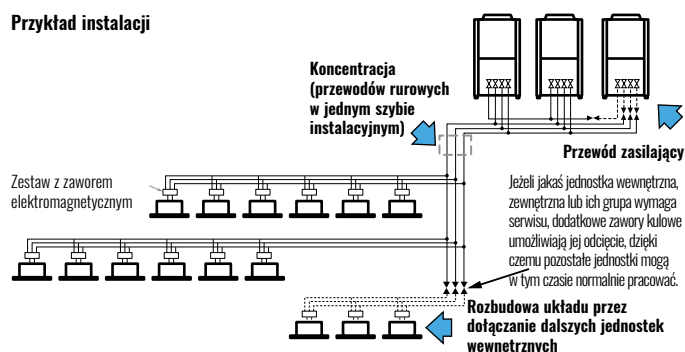 Przykład instalacji
Koncentracja
(przewodów rurowych
w jednym szybie
instalacyjnym)
Przewód zasilający
Zestaw z zaworem
elektromagnetycznym
Jeżeli jakaś jednostka wewnętrzna,
zewnętrzna lub ich grupa wymaga
serwisu, dodatkowe zawory kulowe
umożliwiają jej odcięcie, dzięki
czemu pozostałe jednostki mogą
w tym czasie normalnie pracować.
Rozbudowa układu przez
dołączanie dalszych jednostek
wewnetrznych